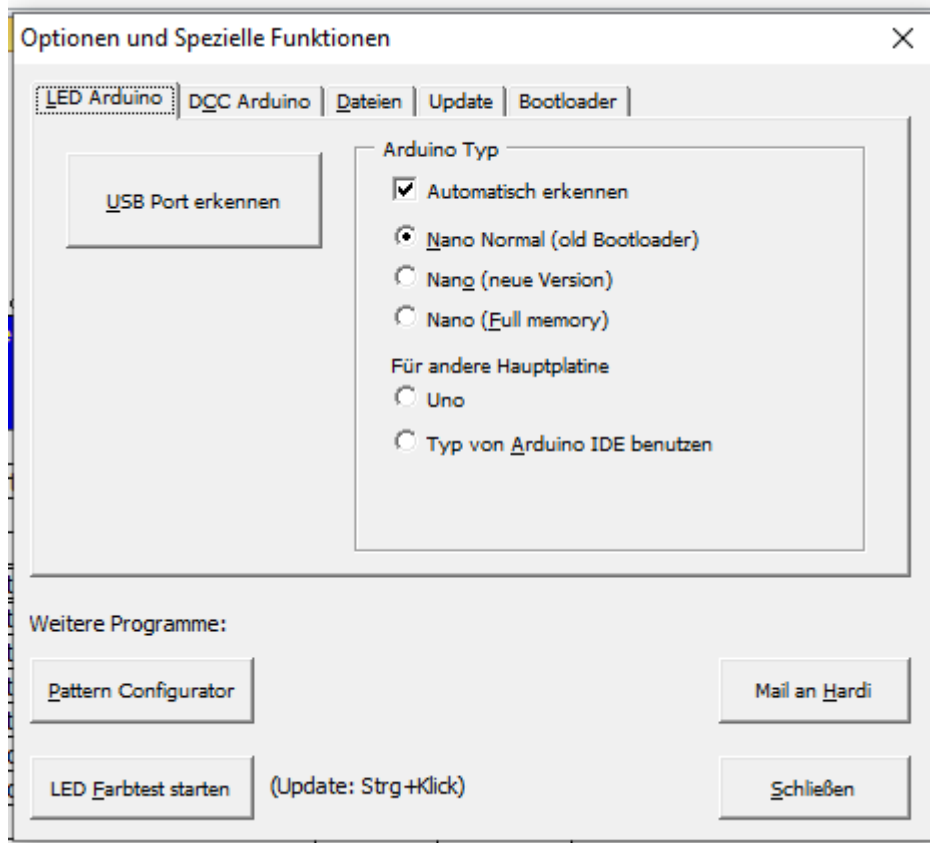 Optionen und Spezielle Funktionen
LED Arduino DCC Arduino Dateien Update Bootloader
USB Port erkennen
Arduino Typ
Automatisch erkennen
Nano Normal (old Bootloader)
Nano (neue Version)
Nano (Full memory)
Für andere Hauptplatine
Uno
Typ von Arduino IDE benutzen
Weitere Programme:
Pattern Configurator
Mail an Hardi
LED Farbtest starten
(Update: Strg+Klick)
Schließen